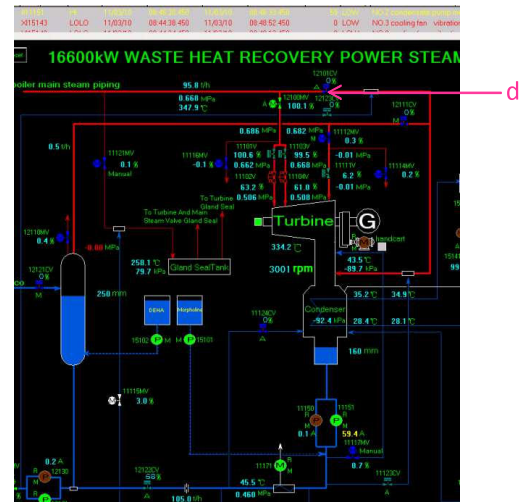 XI15143 LOLO 11/03/10 08:44:38.450 11/03/10 08:48:52.450 0 LOW NO.3 cooling fan vibration
16600kW WASTE HEAT RECOVERY POWER STEAM
12101CV
0%
A
d
boiler main steam piping 95.8 t/h
0.668 MPa
347.9 ℃
A M 12100MV
100.1 %
12111CV
0%
M
0.5 t/h
0.686 MPa 0.682 MPa
11112MV
0.3 %
11121MV
0.1 %
Manual
11116MV
-0.1 %
11101V
100.6 %
0.662 MPa
11102V
63.2 %
0.506 MPa
11103V
99.5 %
0.668 MPa
11104V
61.0 %
-0.01 MPa
11111V
6.2 %
-0.01 MPa
11114MV
0.2 %
To Turbine
Gland Seal
To Turbine And Main
Steam Valve Gland Seal
12110MV
0.4 %
-0.00 MPa
Turbine
G
handcart
334.2 ℃
258.1 ℃
79.7 kPa
Gland SealTank
3001 rpm
43.5 ℃
-89.7 kPa
12121CV
0%
M
250 mm
DEHA
Morpholine
11124CV
0%
A
Condenser
-92.4 kPa
35.2 ℃ 34.9 ℃
28.4 ℃ 28.1 ℃
15102 P M M P 15101
160 mm
11115MV
M 3.0 %
11150
P
R
M
0.1 A
11151
P
R
M
59.4 A
11117MV
Manual
0.7 %
0.2 A
R
M
P
12130
12122CV
A
11171 M
R
M
45.5 ℃
0.460 MPa
105.0 t/h
11123CV
0%
A